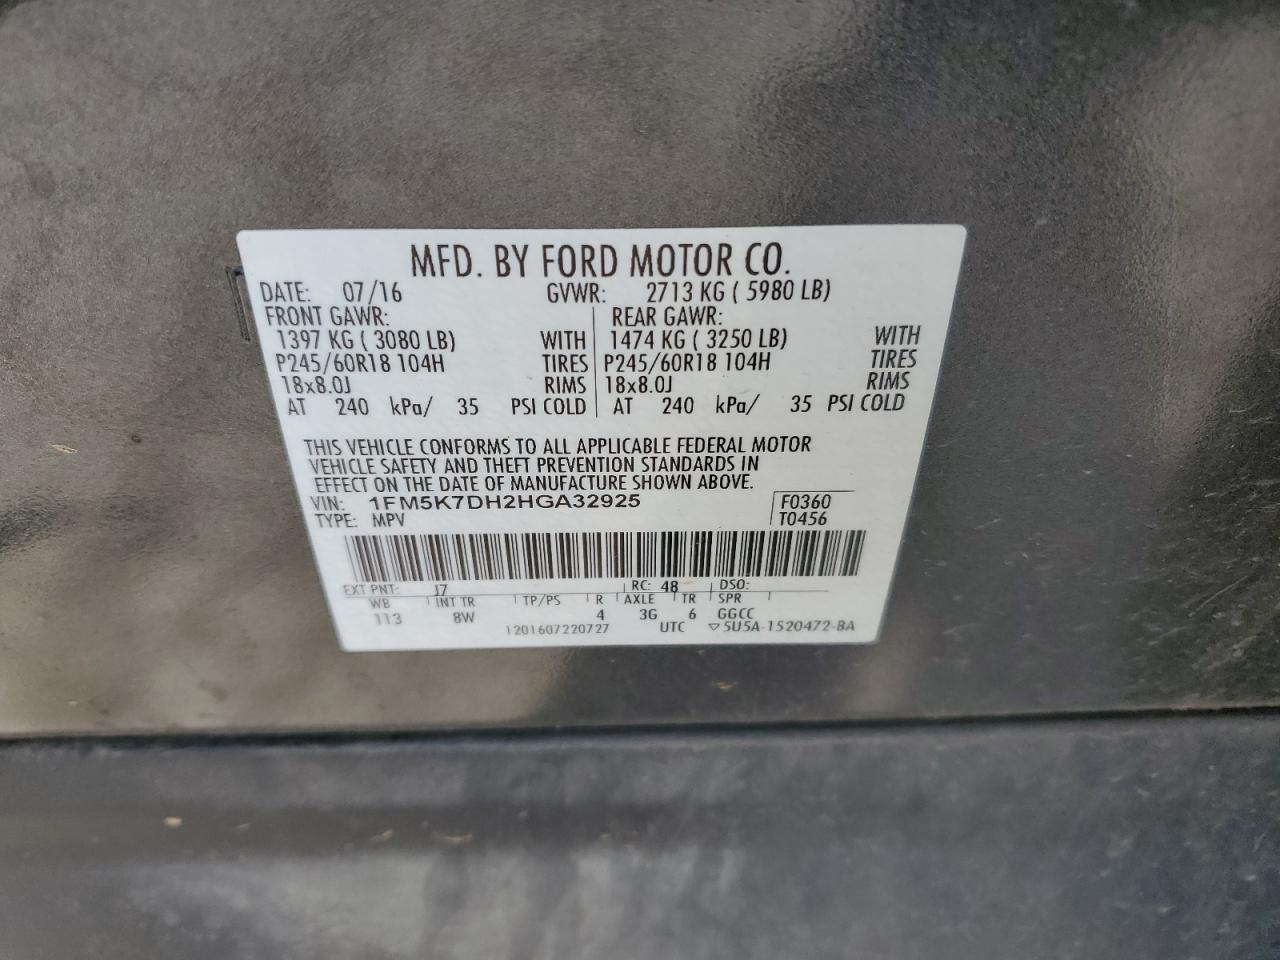 MFD. BY FORD MOTOR CO.
DATE: 07/16 GVWR: 2713 KG ( 5980 LB)
FRONT GAWR: REAR GAWR:
1397 KG ( 3080 LB) WITH 1474 KG ( 3250 LB) WITH
P245/60R18 104H TIRES P245/60R18 104H TIRES
18x8.0J RIMS 18x8.0J RIMS
AT 240 kPa/ 35 PSI COLD AT 240 kPa/ 35 PSI COLD
THIS VEHICLE CONFORMS TO ALL APPLICABLE FEDERAL MOTOR
VEHICLE SAFETY AND THEFT PREVENTION STANDARDS IN
EFFECT ON THE DATE OF MANUFACTURE SHOWN ABOVE.
VIN: 1FM5K7DH2HGA32925 F0360
TYPE: MPV T0456
EXT PNT: J7 RC: 48 DSO:
WB INT TR TP/PS R AXLE TR SPR
113 8W 4 3G 6 GGCC
1201607220727 UTC ▽5U5A-1520472-BA